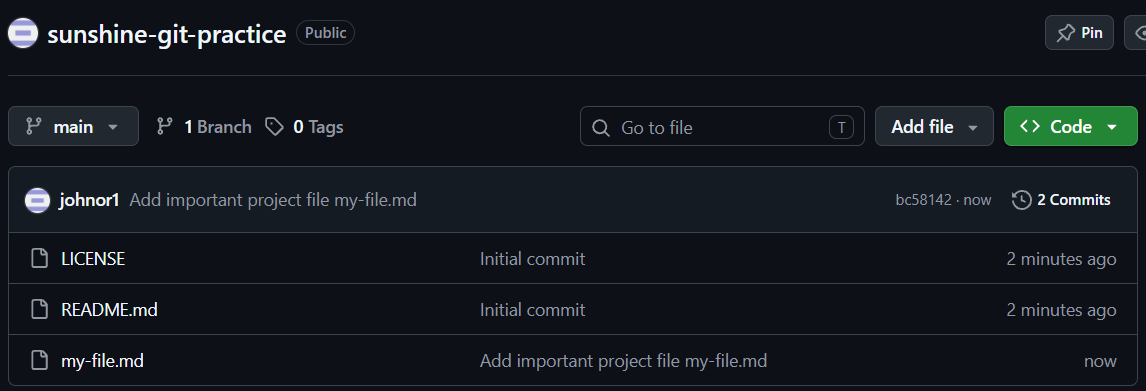 sunshine-git-practice Public Pin
main 1 Branch 0 Tags Go to file T Add file Code
johnor1 Add important project file my-file.md bc58142 · now 2 Commits
LICENSE Initial commit 2 minutes ago
README.md Initial commit 2 minutes ago
my-file.md Add important project file my-file.md now